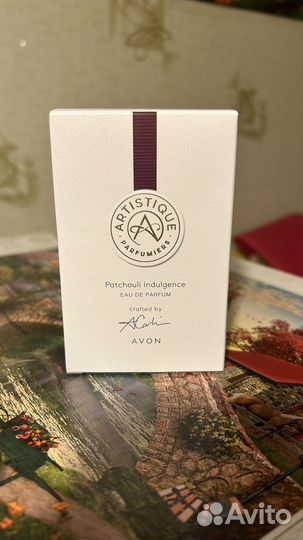 ARTISTIQUE
PARFUMIERS
Patchouli Indulgence
EAU DE PARFUM
crafted by
AVON
Avito